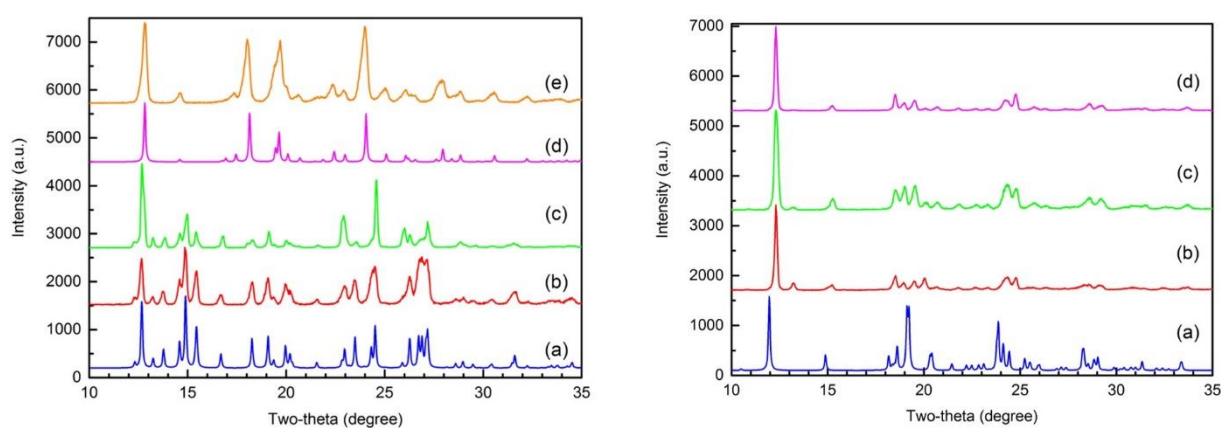 7000
6000
5000
4000
3000
2000
1000
0
Intensity (a.u.)
(e)
(d)
(c)
(b)
(a)
10 15 20 25 30 35
Two-theta (degree)
7000
6000
5000
4000
3000
2000
1000
0
Intensity (a.u.)
(d)
(c)
(b)
(a)
10 15 20 25 30 35
Two-theta (degree)